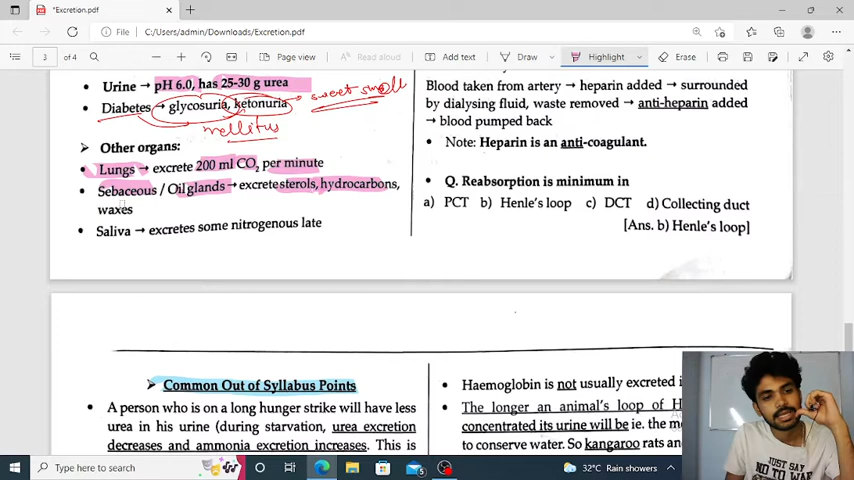 *Excretion.pdf
File
C:/Users/admin/Downloads/Excretion.pdf
3 of 4
Page view
Read aloud
Draw
Highlight
Erase
• Urine → pH 6.0, has 25-30 g urea
• Diabetes → glycosuria, ketonuria
sweet smell
mellitus
➢ Other organs:
• Lungs → excrete 200 ml CO₂ per minute
• Sebaceous / Oil glands → excrete sterols, hydrocarbons,
waxes
• Saliva → excretes some nitrogenous late
Blood taken from artery → heparin added → surrounded
by dialysing fluid, waste removed → anti-heparin added
→ blood pumped back
• Note: Heparin is an anti-coagulant.
• Q. Reabsorption is minimum in
a) PCT b) Henle's loop c) DCT d) Collecting duct
[Ans. b) Henle's loop]
➢ Common Out of Syllabus Points
• A person who is on a long hunger strike will have less
urea in his urine (during starvation, urea excretion
decreases and ammonia excretion increases. This is
• Haemoglobin is not usually excreted i
• The longer an animal's loop of H
concentrated its urine will be ie. the m
to conserve water. So kangaroo rats an
JUST SAY
NO TO WAR
Type here to search
32°C Rain showers